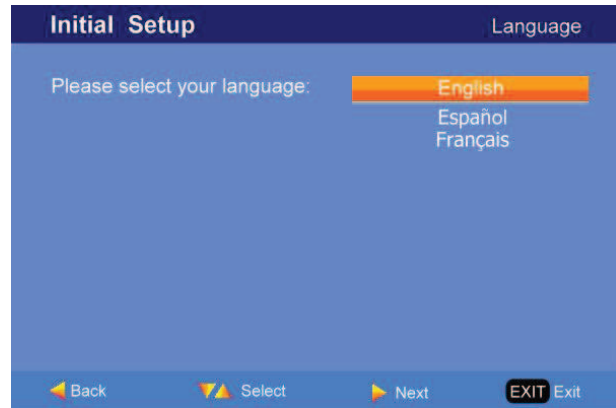 Initial Setup
Language
Please select your language:
English
Español
Français
Back
Select
Next
EXIT Exit